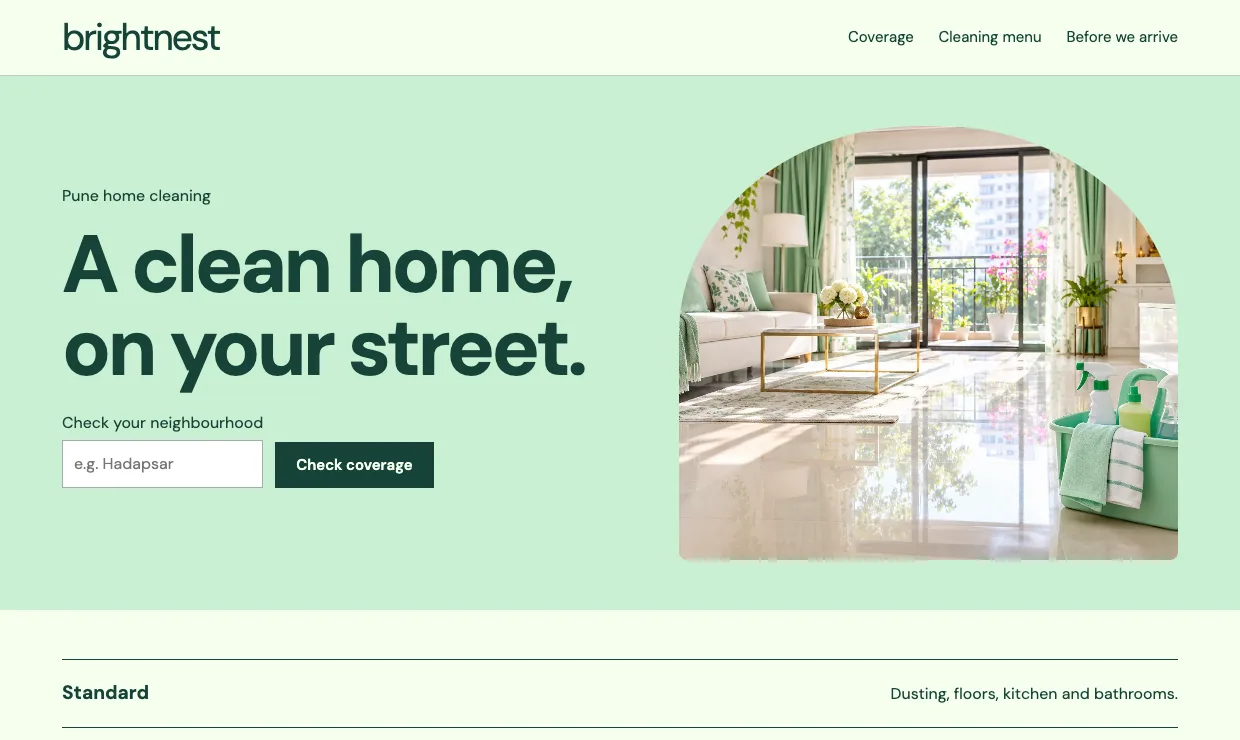 brightnest
Coverage
Cleaning menu
Before we arrive
Pune home cleaning
A clean home,
on your street.
Check your neighbourhood
e.g. Hadapsar
Check coverage
Standard
Dusting, floors, kitchen and bathrooms.